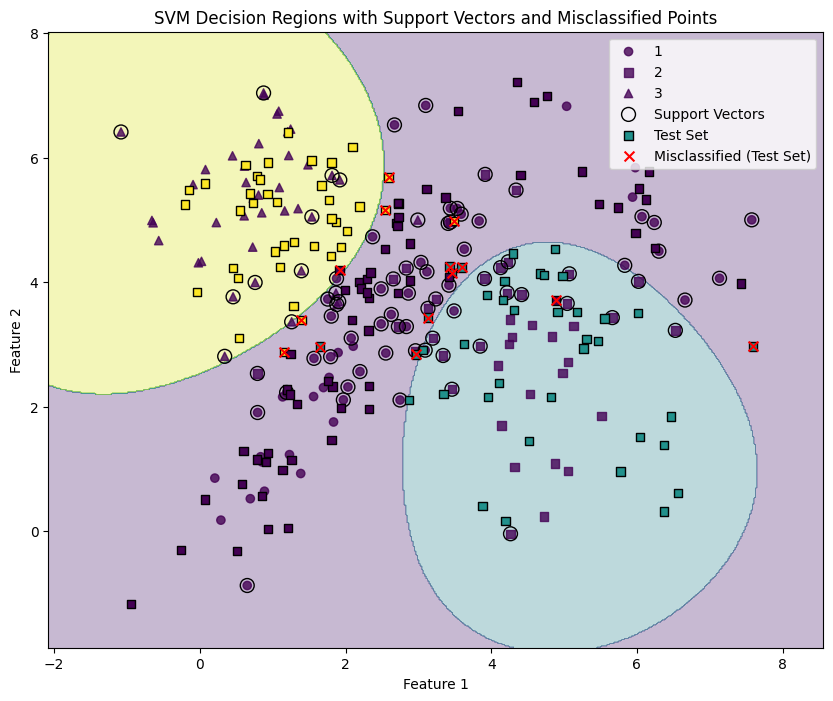 SVM Decision Regions with Support Vectors and Misclassified Points
1
2
3
Support Vectors
Test Set
Misclassified (Test Set)
8
6
4
2
0
Feature 2
−2
0
2
4
6
8
Feature 1